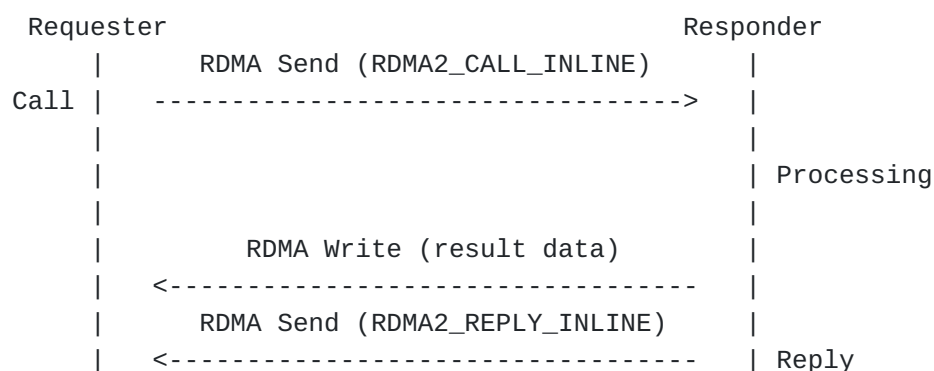 Requester                                 Responder
     |      RDMA Send (RDMA2_CALL_INLINE)      |
Call |   ---------------------------------->   |
     |                                         |
     |                                         | Processing
     |                                         |
     |         RDMA Write (result data)        |
     |   <----------------------------------   |
     |      RDMA Send (RDMA2_REPLY_INLINE)     |
     |   <----------------------------------   | Reply